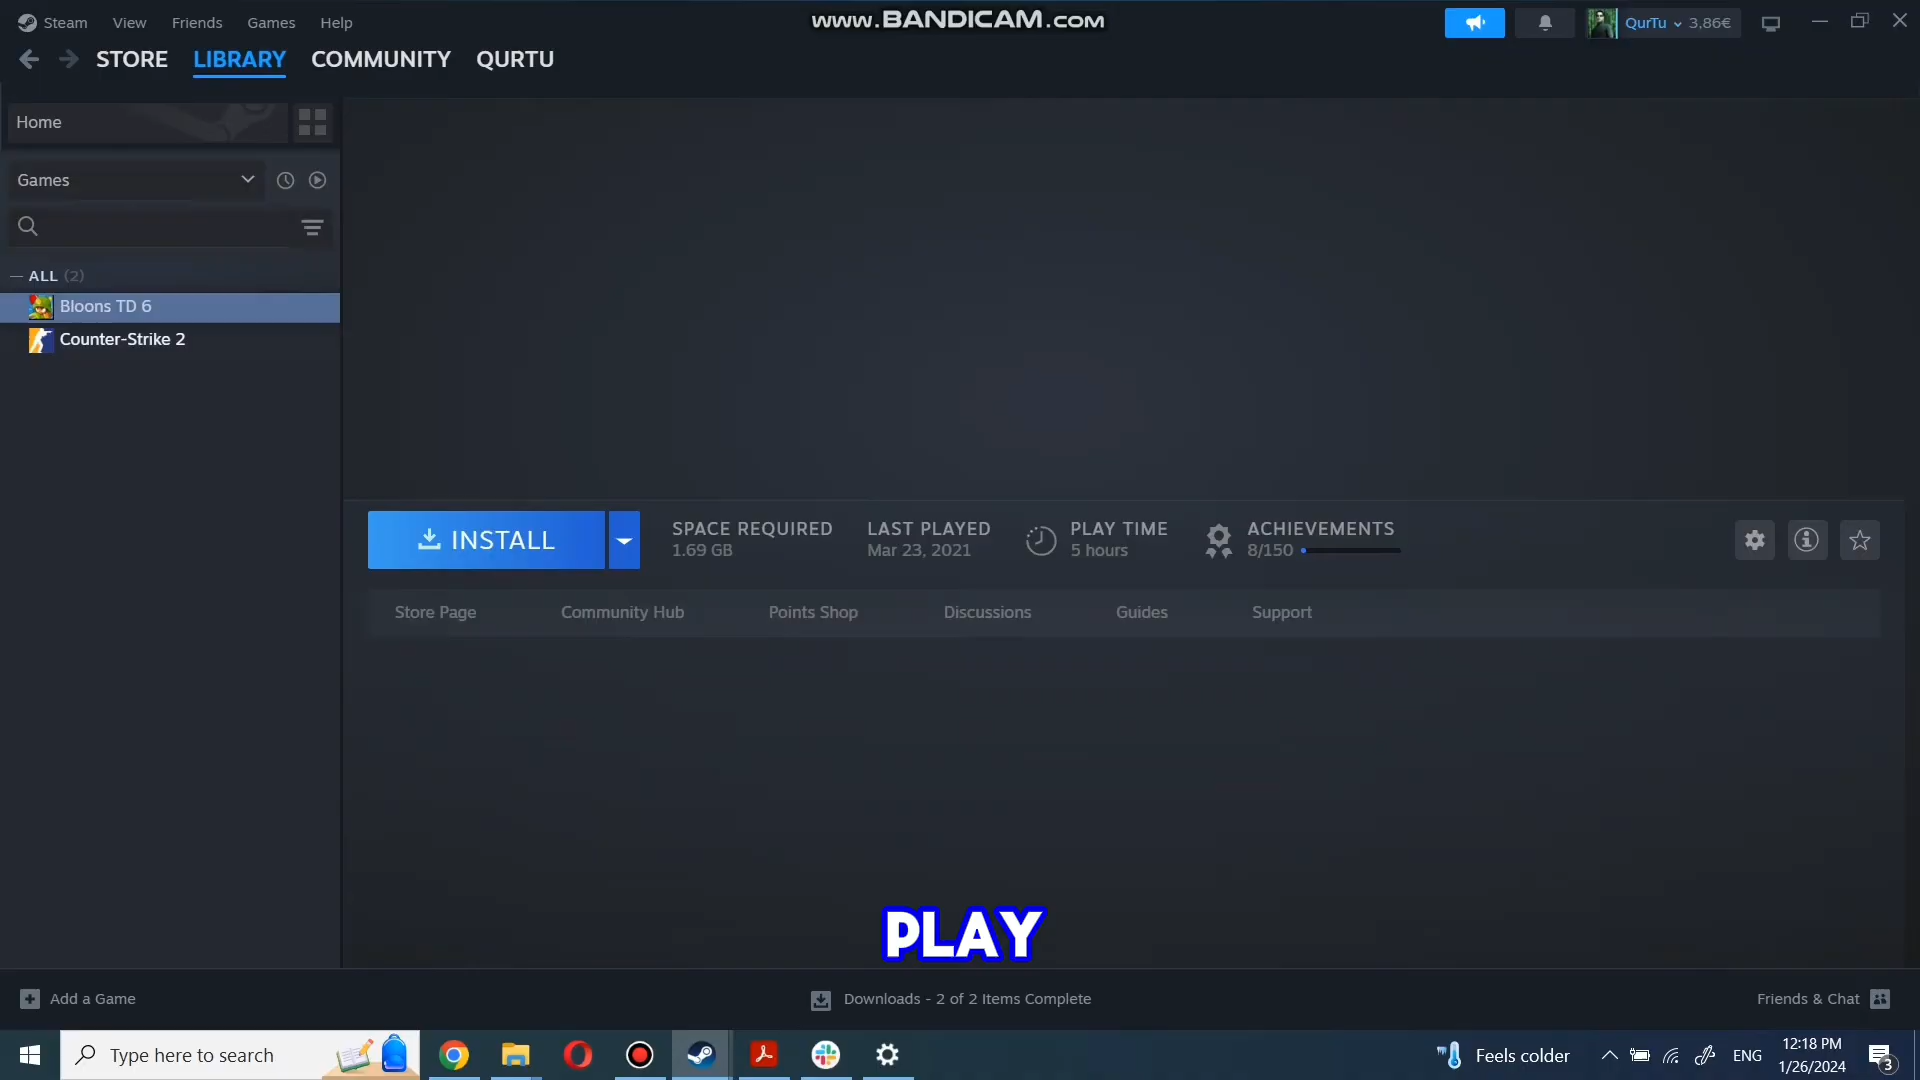 Steam View Friends Games Help
www.BANDICAM.com
QurTu 3,86€
STORE LIBRARY COMMUNITY QURTU
Home
Games
— ALL (2)
Bloons TD 6
Counter-Strike 2
INSTALL
SPACE REQUIRED
1.69 GB
LAST PLAYED
Mar 23, 2021
PLAY TIME
5 hours
ACHIEVEMENTS
8/150
Store Page Community Hub Points Shop Discussions Guides Support
PLAY
Add a Game
Downloads - 2 of 2 Items Complete
Friends & Chat
Type here to search
Feels colder
ENG
12:18 PM
1/26/2024
3